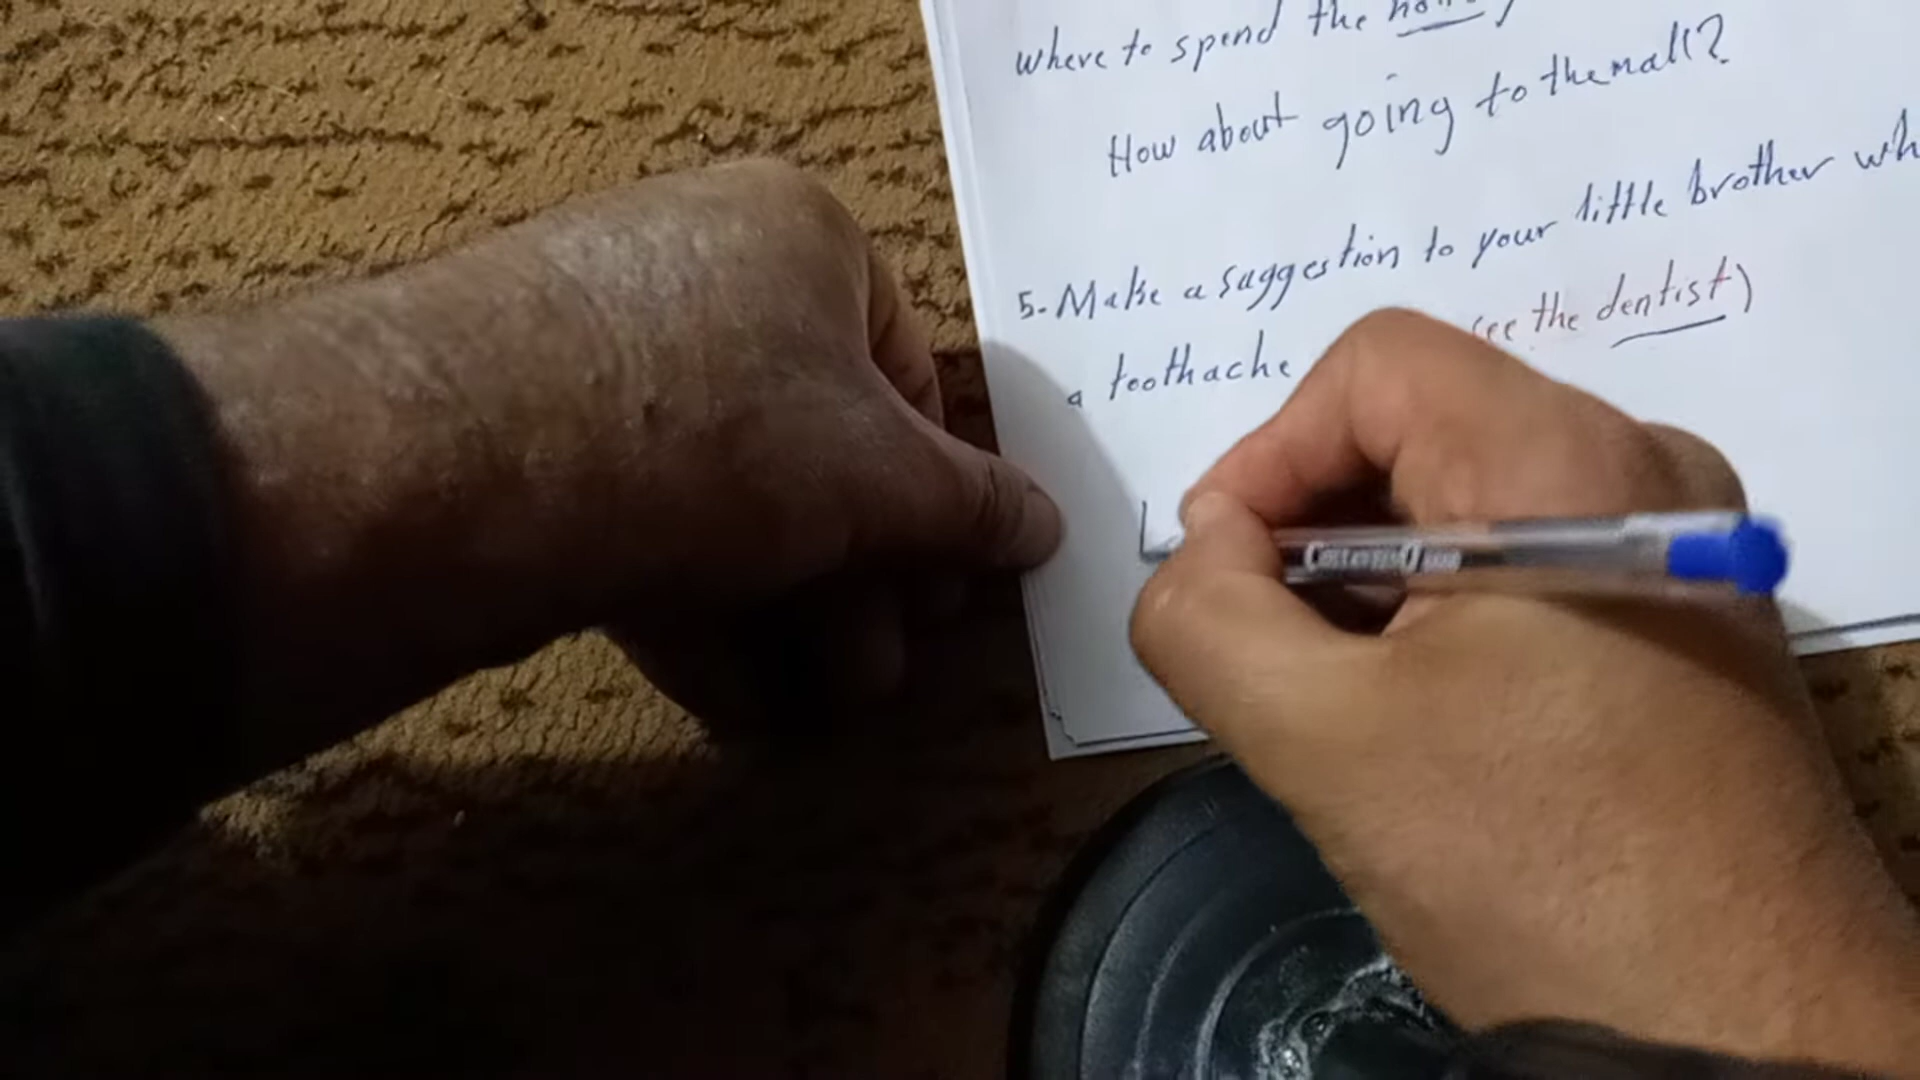 where to spend the
How about going to the mall?
5- Make a suggestion to your little brother
a toothache see the dentist)
L